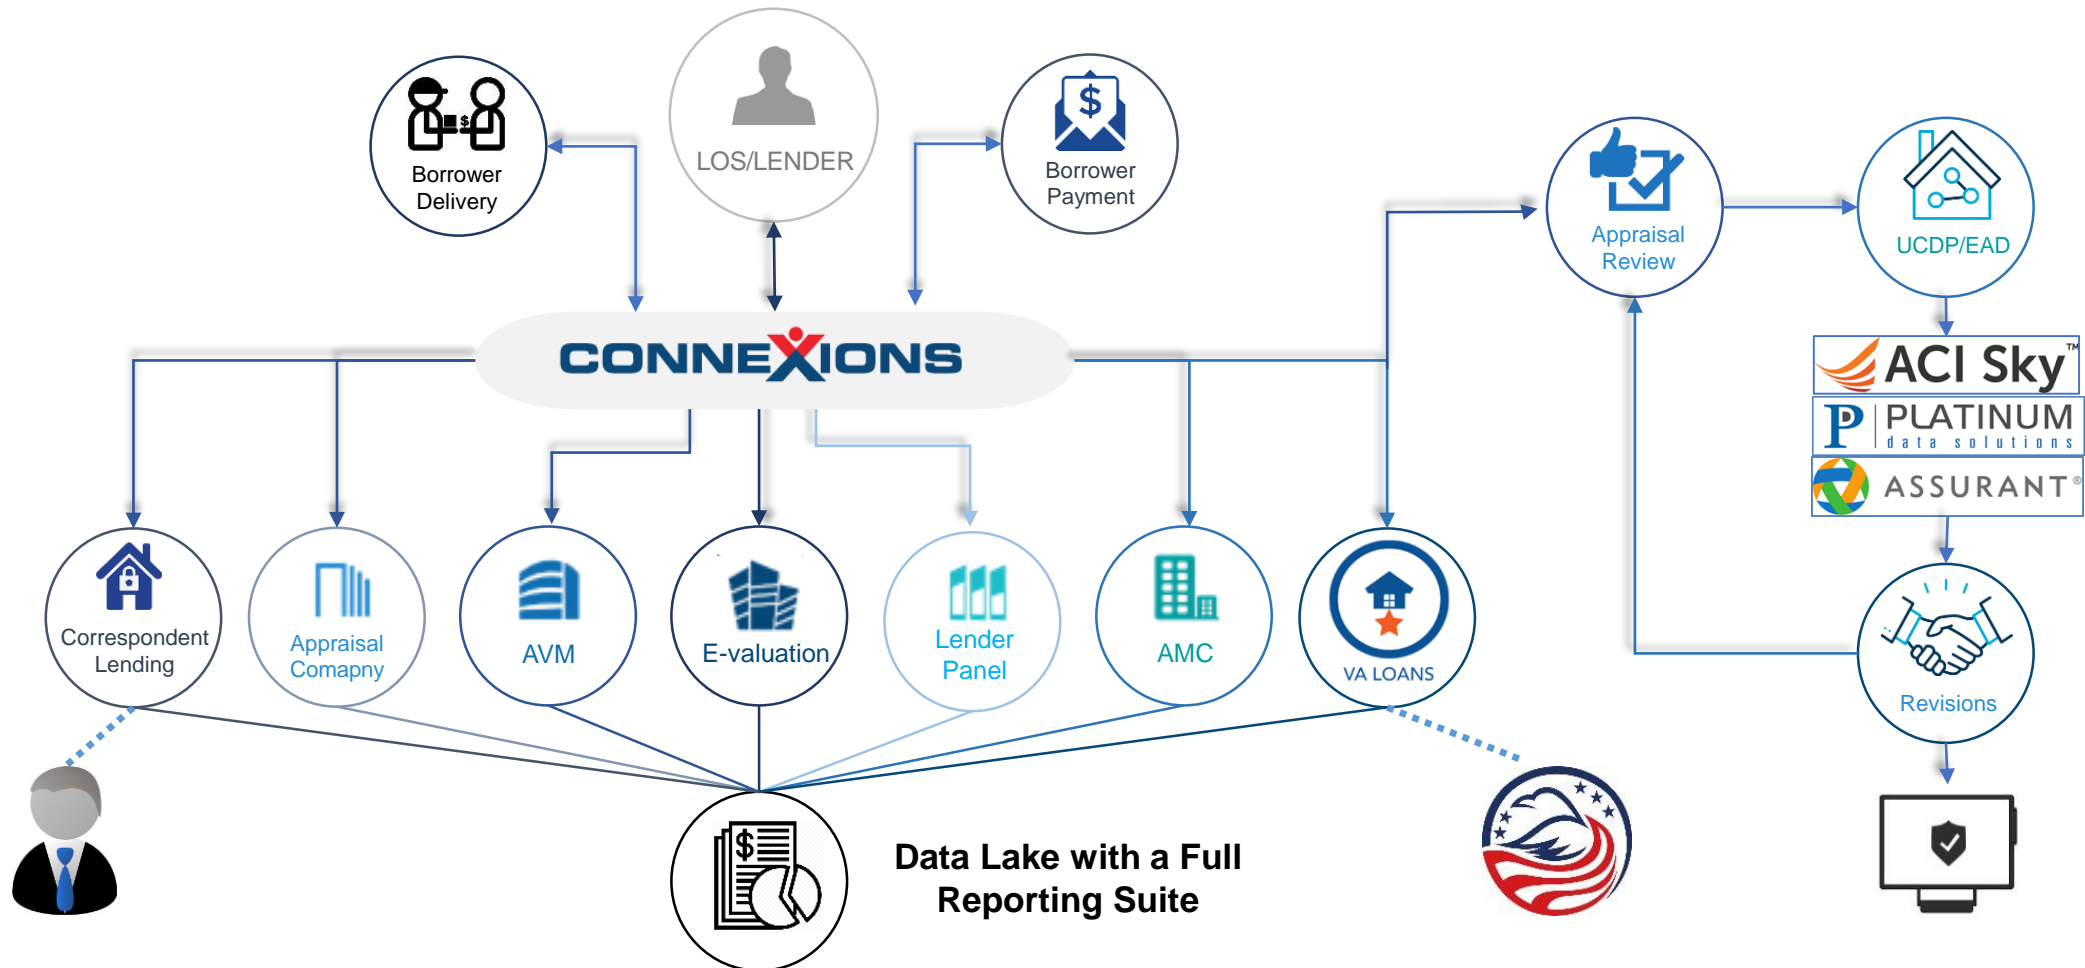 Borrower
Delivery
$
LOS/LENDER
$
Borrower
Payment
CONNEXIONS
Appraisal
Review
UCDP/EAD
ACI Sky™
P PLATINUM
data solutions
ASSURANT®
Correspondent
Lending
Appraisal
Comapny
AVM
E-valuation
Lender
Panel
AMC
VA LOANS
Revisions
$
Data Lake with a Full
Reporting Suite